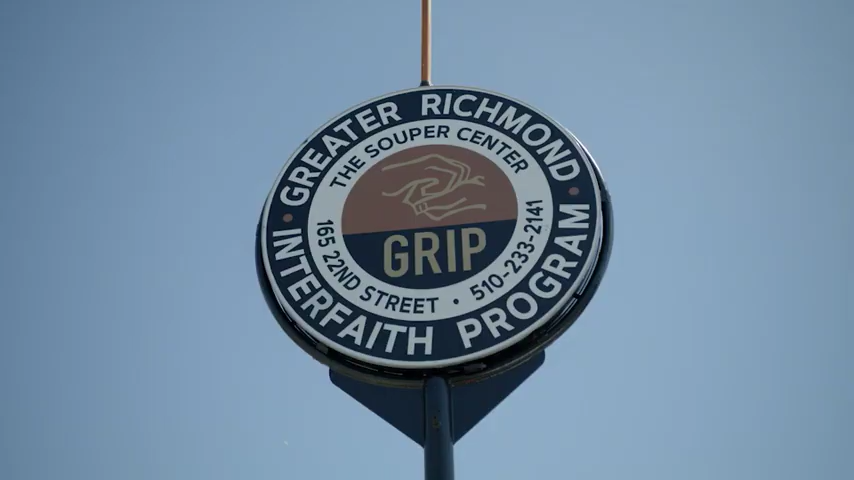 GREATER RICHMOND
INTERFAITH PROGRAM
THE SOUPER CENTER
165 22ND STREET • 510-233-2141
GRIP